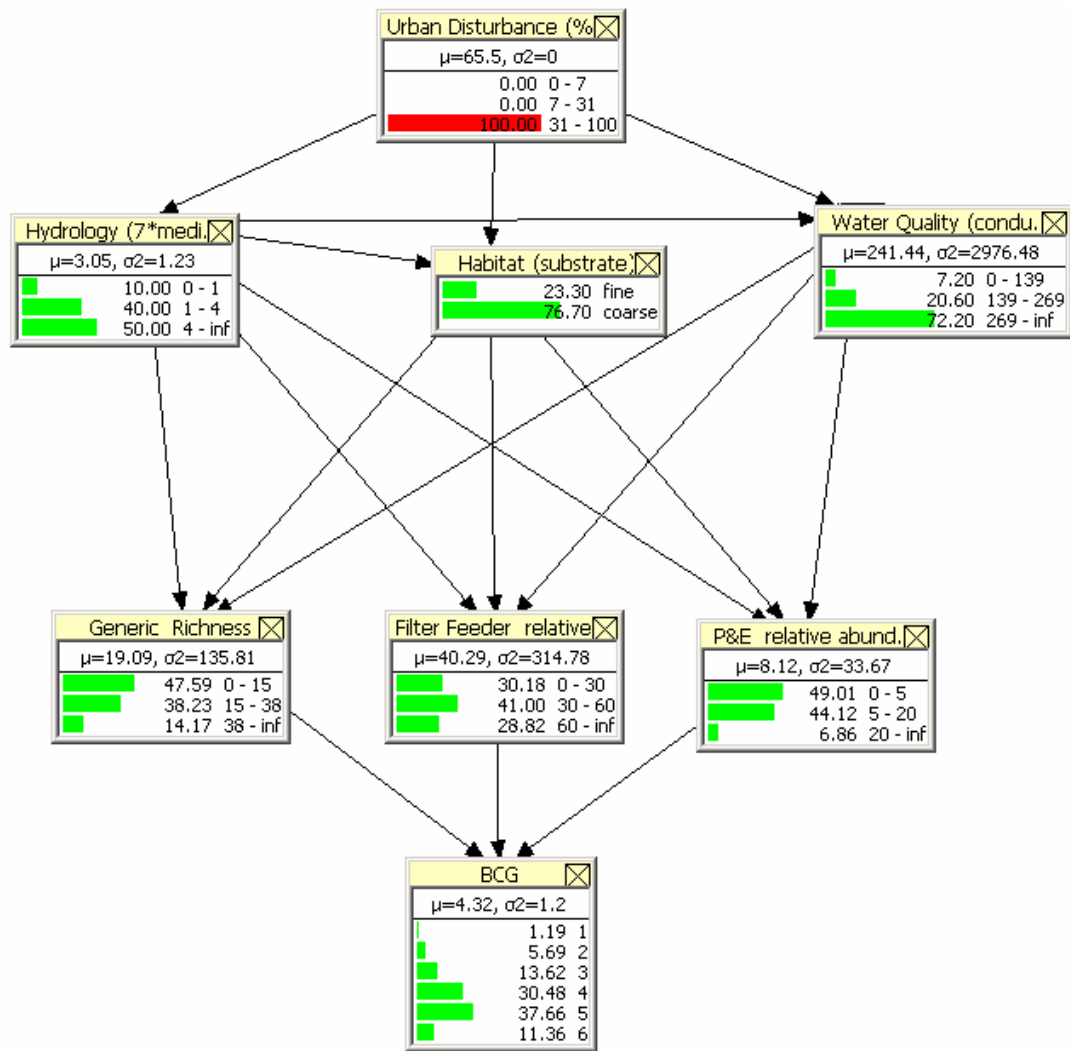 Urban Disturbance (%
μ=65.5, σ2=0
0.00 0 - 7
0.00 7 - 31
100.00 31 - 100
Hydrology (7*medi.
μ=3.05, σ2=1.23
10.00 0 - 1
40.00 1 - 4
50.00 4 - inf
Habitat (substrate)
23.30 fine
76.70 coarse
Water Quality (condu.
μ=241.44, σ2=2976.48
7.20 0 - 139
20.60 139 - 269
72.20 269 - inf
Generic Richness
μ=19.09, σ2=135.81
47.59 0 - 15
38.23 15 - 38
14.17 38 - inf
Filter Feeder relative
μ=40.29, σ2=314.78
30.18 0 - 30
41.00 30 - 60
28.82 60 - inf
P&E relative abund.
μ=8.12, σ2=33.67
49.01 0 - 5
44.12 5 - 20
6.86 20 - inf
BCG
μ=4.32, σ2=1.2
1.19 1
5.69 2
13.62 3
30.48 4
37.66 5
11.36 6